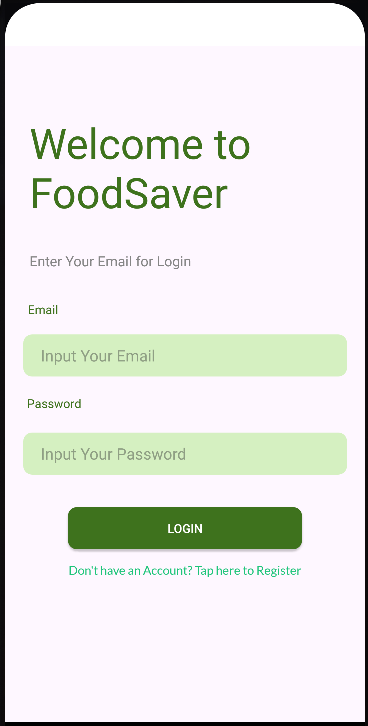 Welcome to
FoodSaver
Enter Your Email for Login
Email
Input Your Email
Password
Input Your Password
LOGIN
Don't have an Account? Tap here to Register